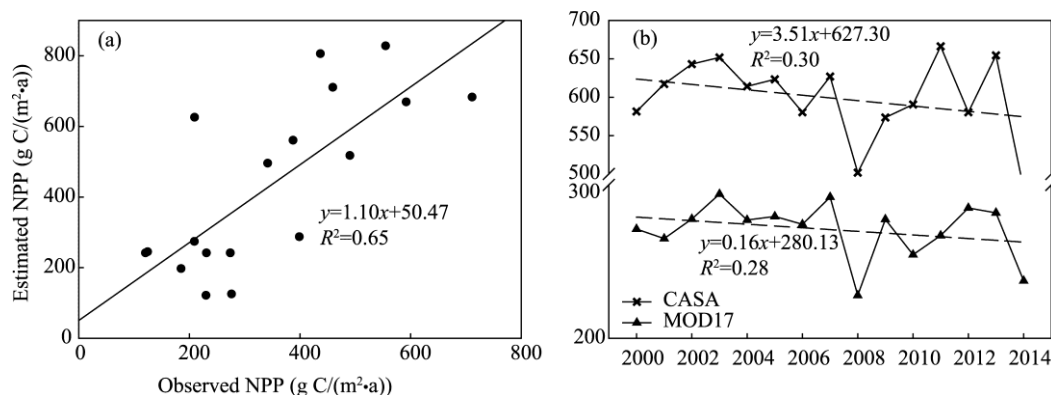 (a)
800
600
400
200
0
Estimated NPP (g C/(m²•a))
y=1.10x+50.47
R²=0.65
0 200 400 600 800
Observed NPP (g C/(m²•a))
700
(b)
y=3.51x+627.30
R²=0.30
650
600
550
500
300
y=0.16x+280.13
R²=0.28
CASA
MOD17
200
2000 2002 2004 2006 2008 2010 2012 2014